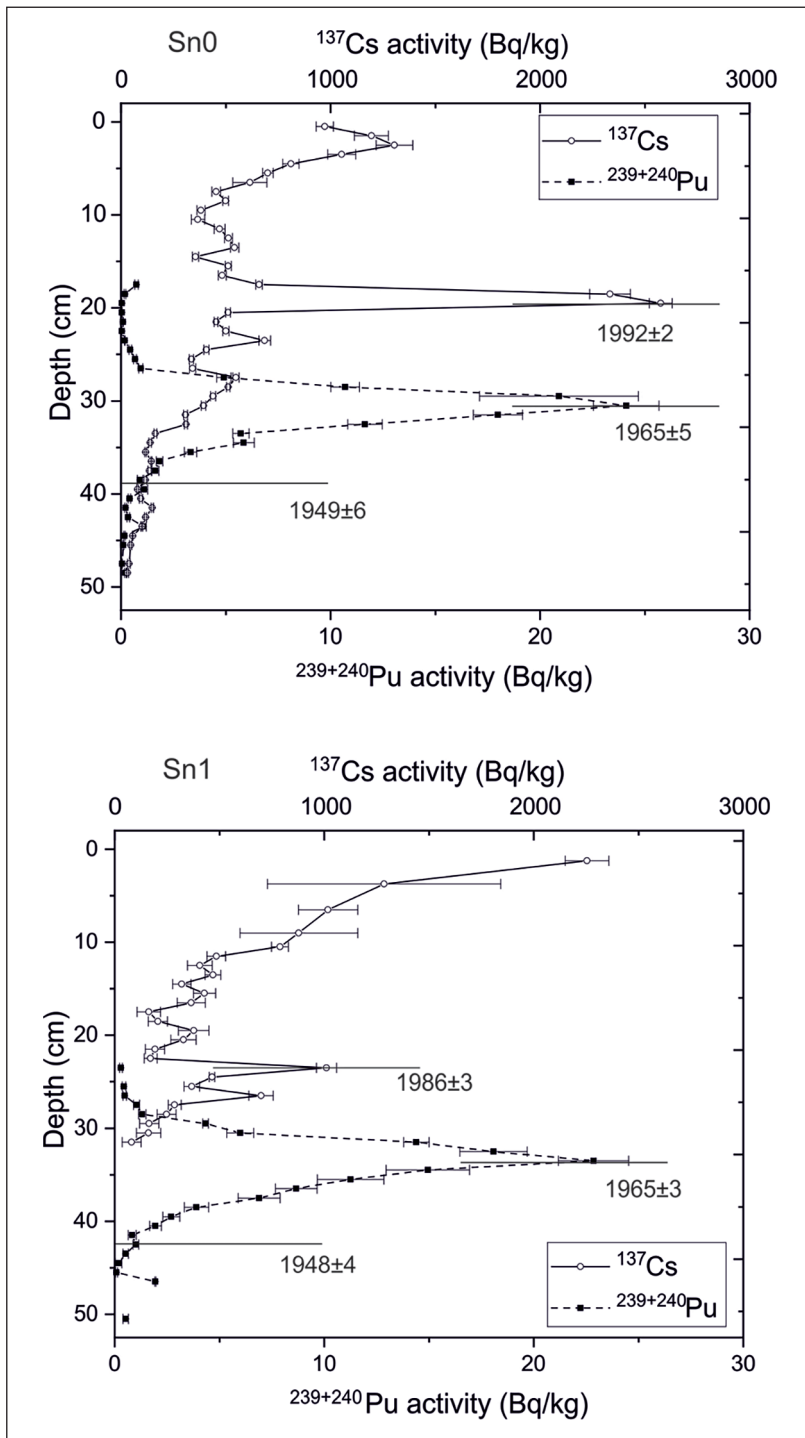 Sn0
¹³⁷Cs activity (Bq/kg)
0 1000 2000 3000
¹³⁷Cs
²³⁹⁺²⁴⁰Pu
0
10
20
30
40
50
Depth (cm)
1992±2
1965±5
1949±6
0 10 20 30
²³⁹⁺²⁴⁰Pu activity (Bq/kg)
Sn1
¹³⁷Cs activity (Bq/kg)
0 1000 2000 3000
0
10
20
30
40
50
Depth (cm)
1986±3
1965±3
1948±4
¹³⁷Cs
²³⁹⁺²⁴⁰Pu
0 10 20 30
²³⁹⁺²⁴⁰Pu activity (Bq/kg)